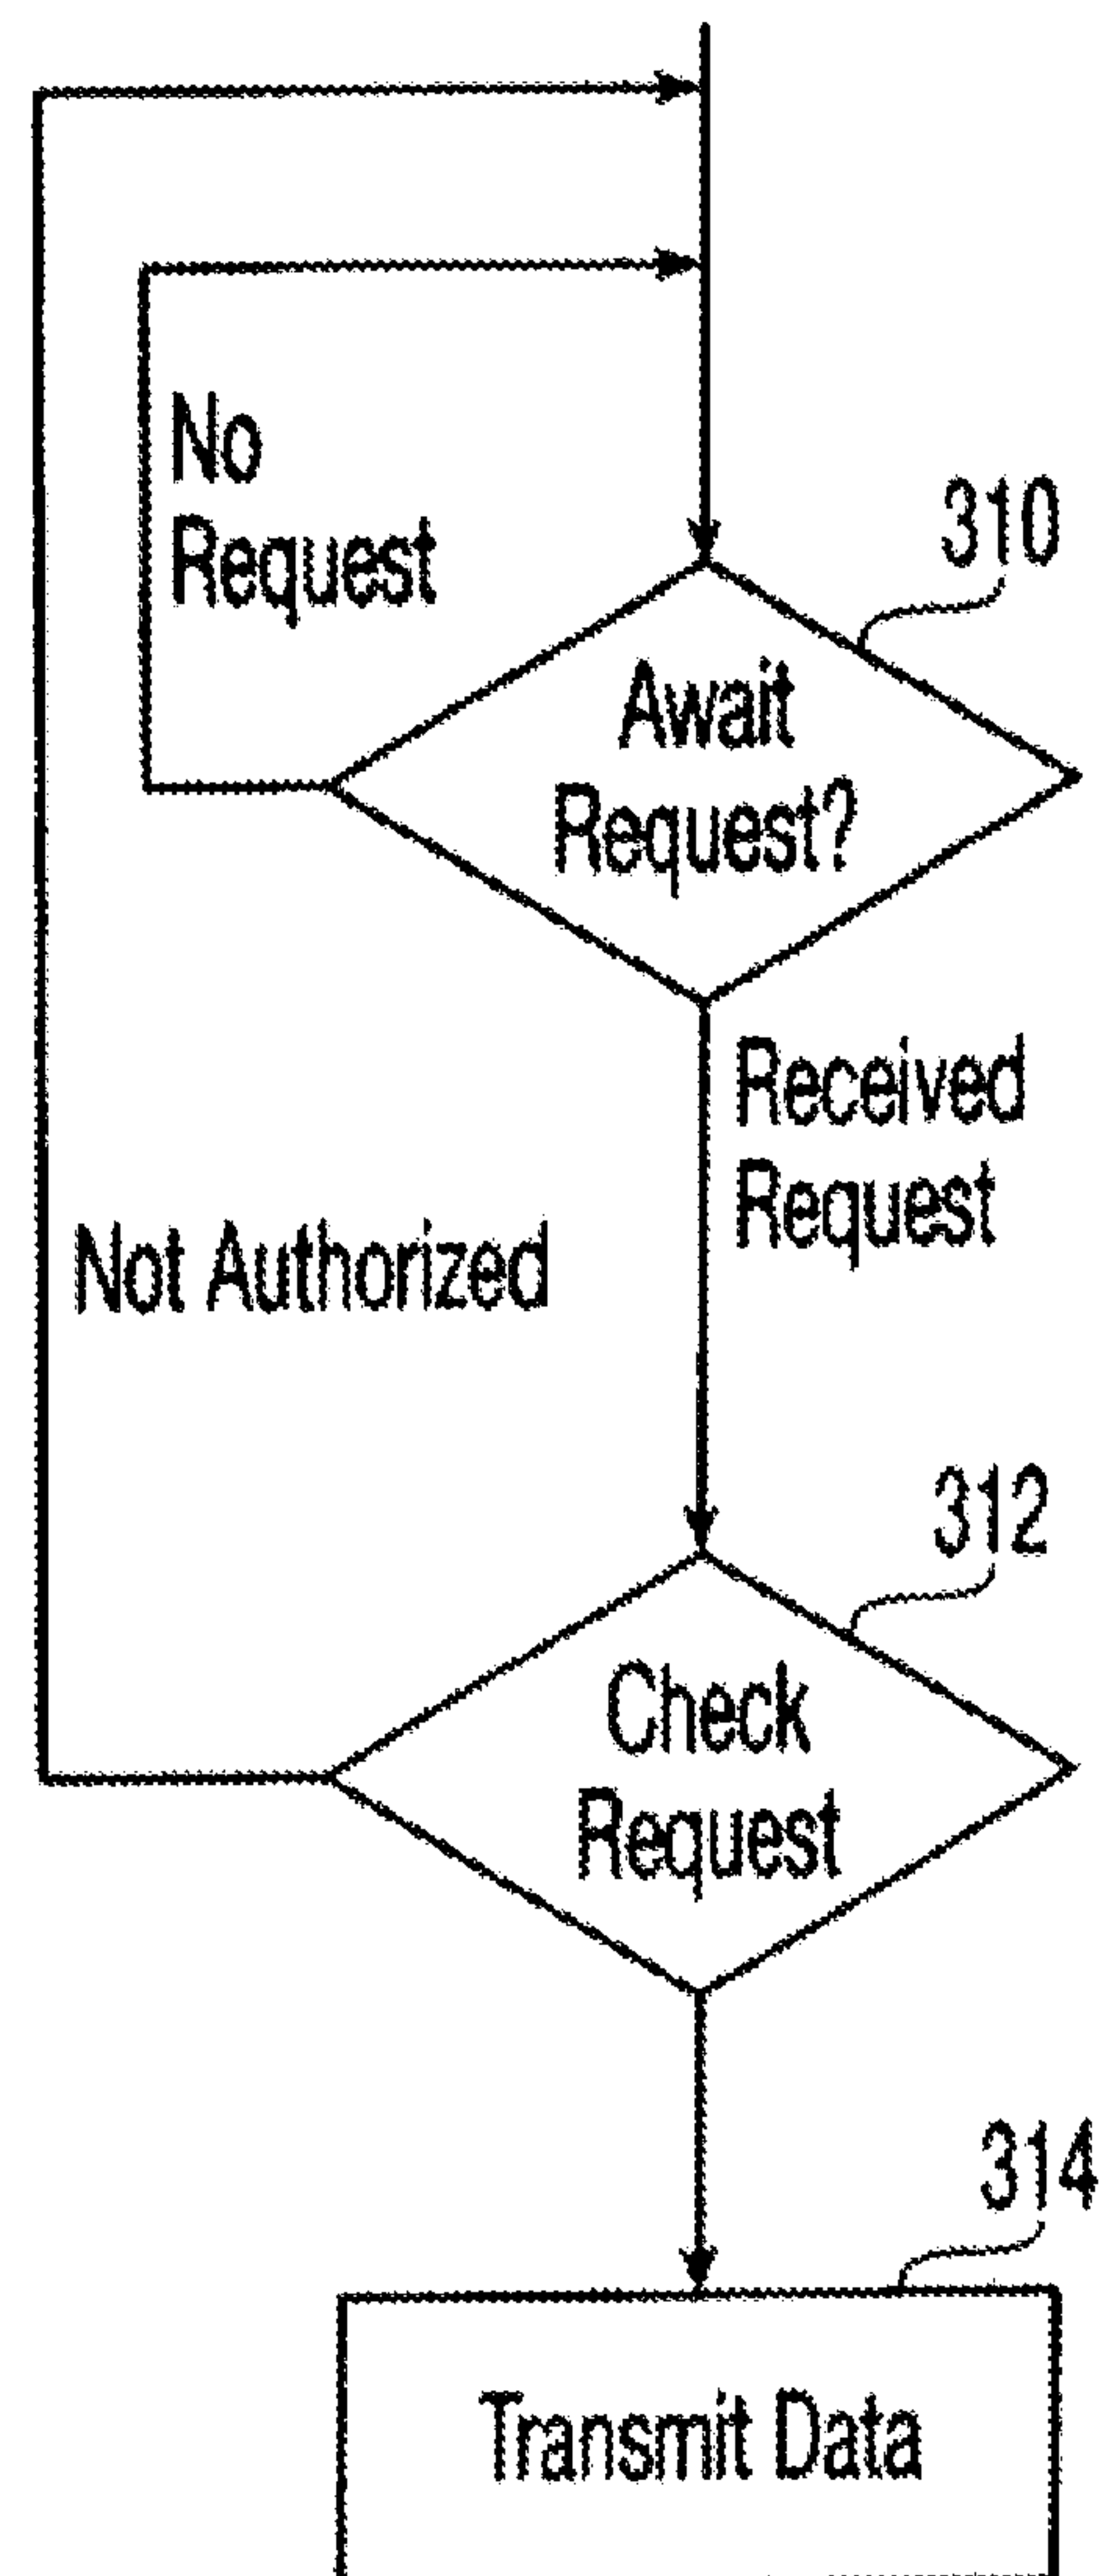 No
Request
310
Await
Request?
Received
Request
Not Authorized
312
Check
Request
314
Transmit Data